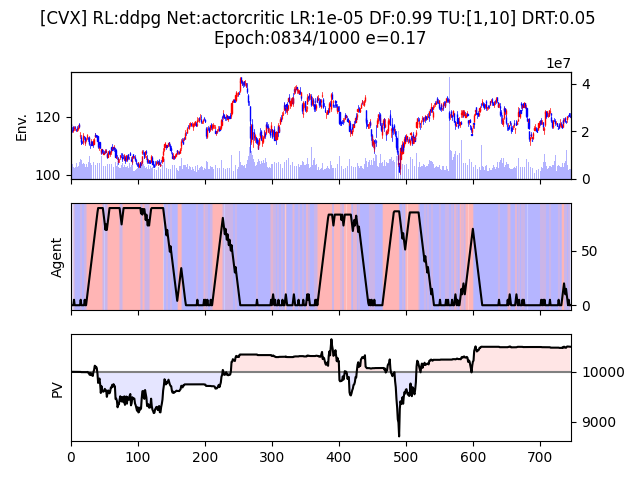 [CVX] RL:ddpg Net:actorcritic LR:1e-05 DF:0.99 TU:[1,10] DRT:0.05
Epoch:0834/1000 e=0.17
1e7
Env.
120
100
4
2
0
Agent
50
0
PV
10000
9000
0 100 200 300 400 500 600 700